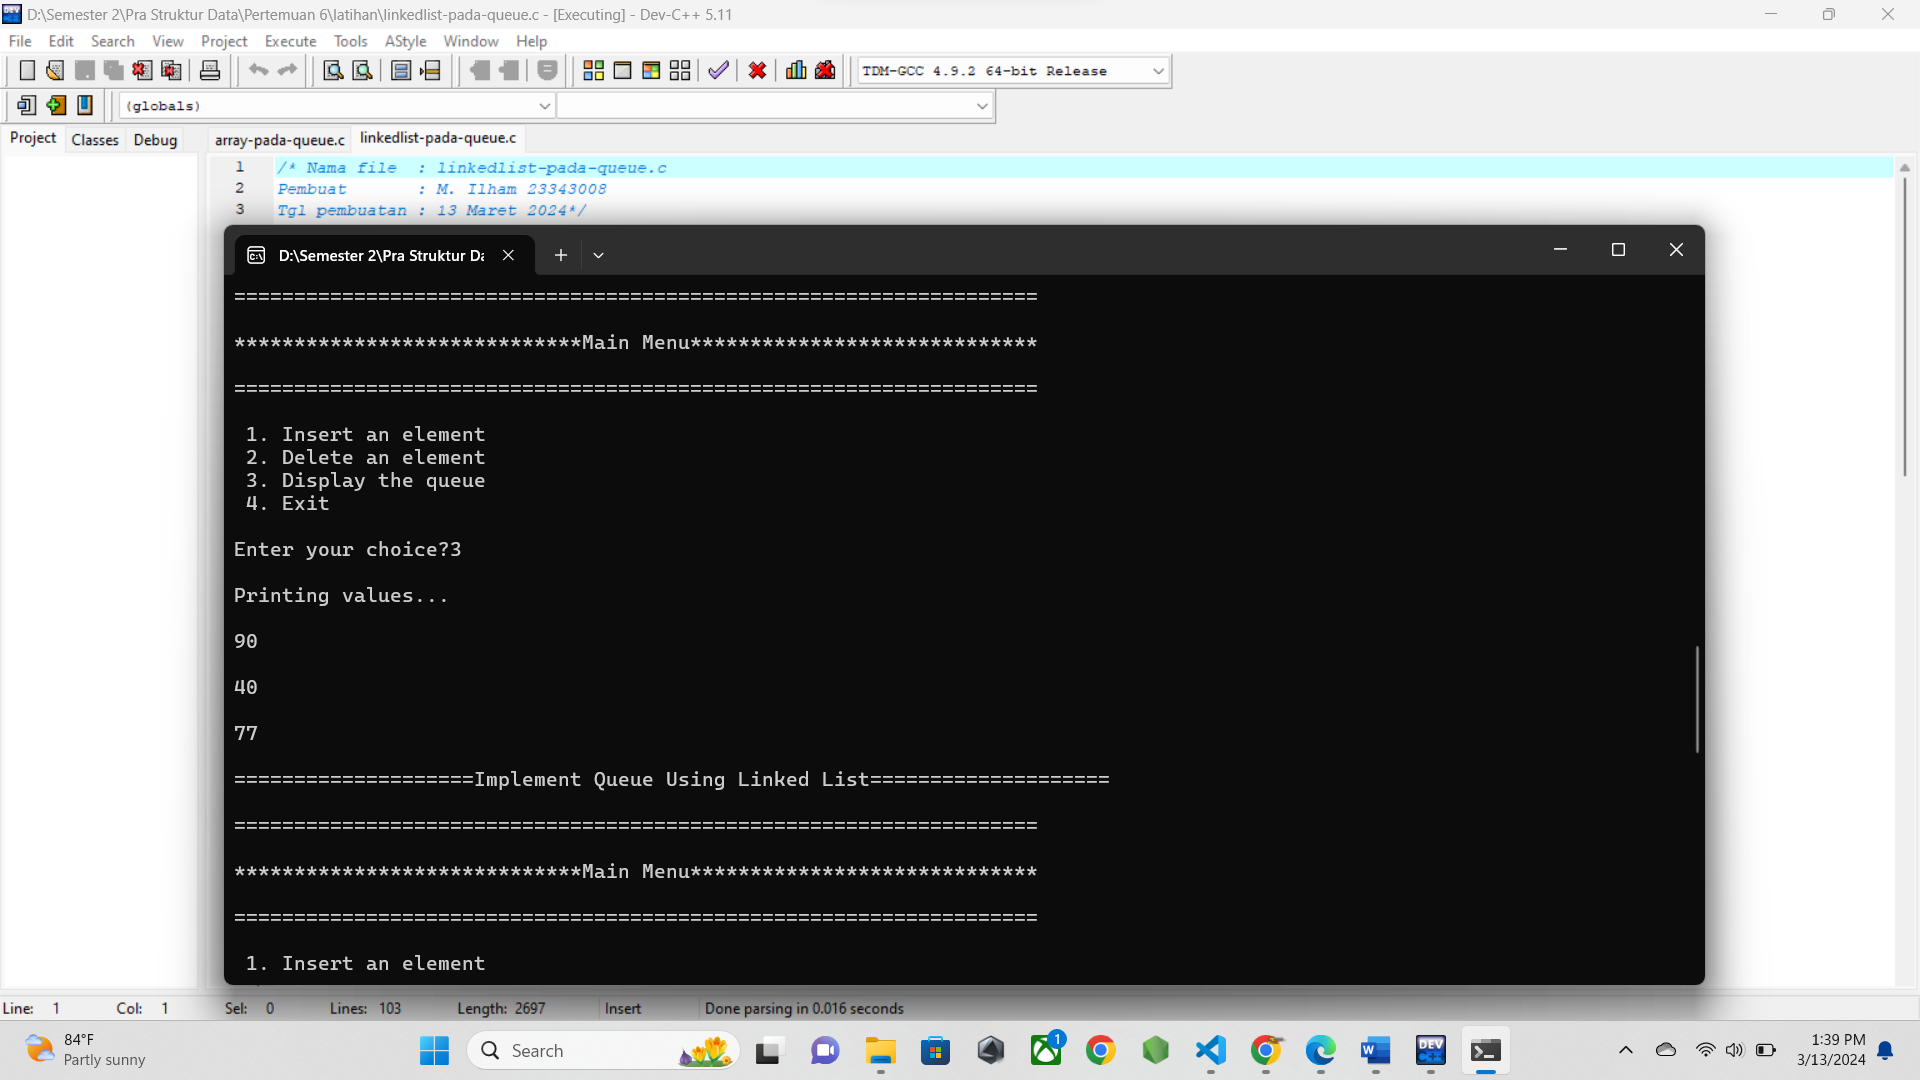 D:\Semester 2\Pra Struktur Data\Pertemuan 6\latihan\linkedlist-pada-queue.c - [Executing] - Dev-C++ 5.11
File Edit Search View Project Execute Tools AStyle Window Help
TDM-GCC 4.9.2 64-bit Release
(globals)
Project Classes Debug array-pada-queue.c linkedlist-pada-queue.c
1 /* Nama file : linkedlist-pada-queue.c
2 Pembuat : M. Ilham 23343008
3 Tgl pembuatan : 13 Maret 2024*/
D:\Semester 2\Pra Struktur Da
===================================================================
*****************************Main Menu*****************************
===================================================================
1. Insert an element
2. Delete an element
3. Display the queue
4. Exit
Enter your choice?3
Printing values...
90
40
77
====================Implement Queue Using Linked List====================
===================================================================
*****************************Main Menu*****************************
===================================================================
1. Insert an element
Line: 1 Col: 1 Sel: 0 Lines: 103 Length: 2697 Insert Done parsing in 0.016 seconds
84°F
Partly sunny
Search
1
DEV
C++
1:39 PM
3/13/2024